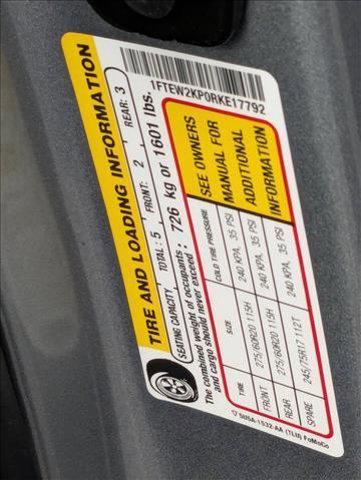 1FTEW2KP0RKE17792
TIRE AND LOADING INFORMATION
SEATING CAPACITY TOTAL: 5 FRONT: 2 REAR: 3
The combined weight of occupants and cargo should never exceed : 726 kg or 1601 lbs.
TIRE SIZE COLD TIRE PRESSURE
FRONT 275/60R20 115H 240 KPA, 35 PSI
REAR 275/60R20 115H 240 KPA, 35 PSI
SPARE 245/75R17 112T 240 KPA, 35 PSI
SEE OWNERS
MANUAL FOR
ADDITIONAL
INFORMATION
5U5A-1532-AA (TLU) FoMoCo